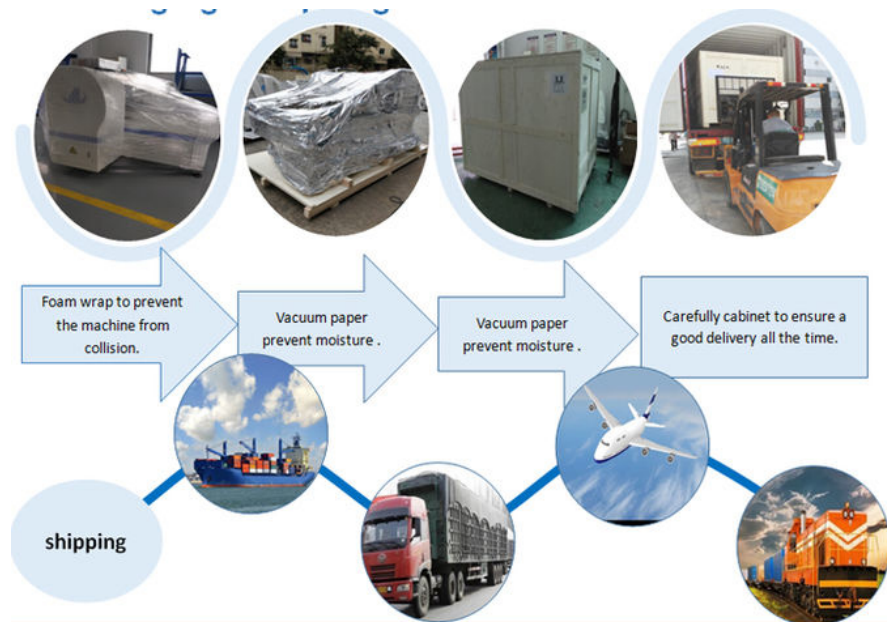 Foam wrap to prevent
the machine from
collision.
Vacuum paper
prevent moisture .
Vacuum paper
prevent moisture .
Carefully cabinet to ensure a
good delivery all the time.
shipping